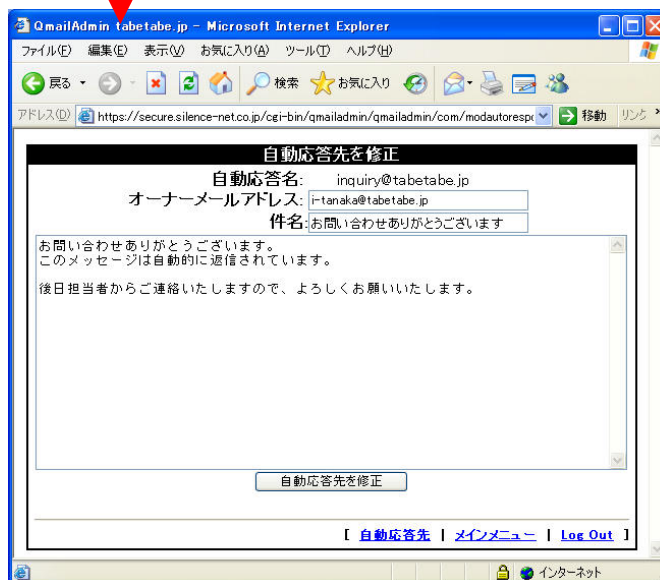 QmailAdmin tabetabe.jp - Microsoft Internet Explorer
ファイル(F) 編集(E) 表示(V) お気に入り(A) ツール(T) ヘルプ(H)
戻る 検索 お気に入り
アドレス(D) https://secure.silence-net.co.jp/cgi-bin/qmailadmin/qmailadmin/com/modautorespo 移動 リンク
自動応答先を修正
自動応答名: inquiry@tabetabe.jp
オーナーメールアドレス: i-tanaka@tabetabe.jp
件名: お問い合わせありがとうございます
お問い合わせありがとうございます。
このメッセージは自動的に返信されています。
後日担当者からご連絡いたしますので、よろしくお願いいたします。
自動応答先を修正
[ 自動応答先 | メインメニュー | Log Out ]
インターネット